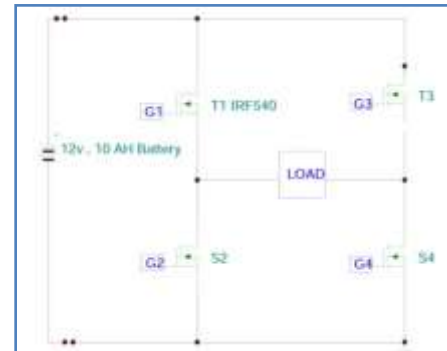 G1
T1 IRF540
G3
T3
12v., 10 AH Battery
LOAD
G2
S2
G4
S4